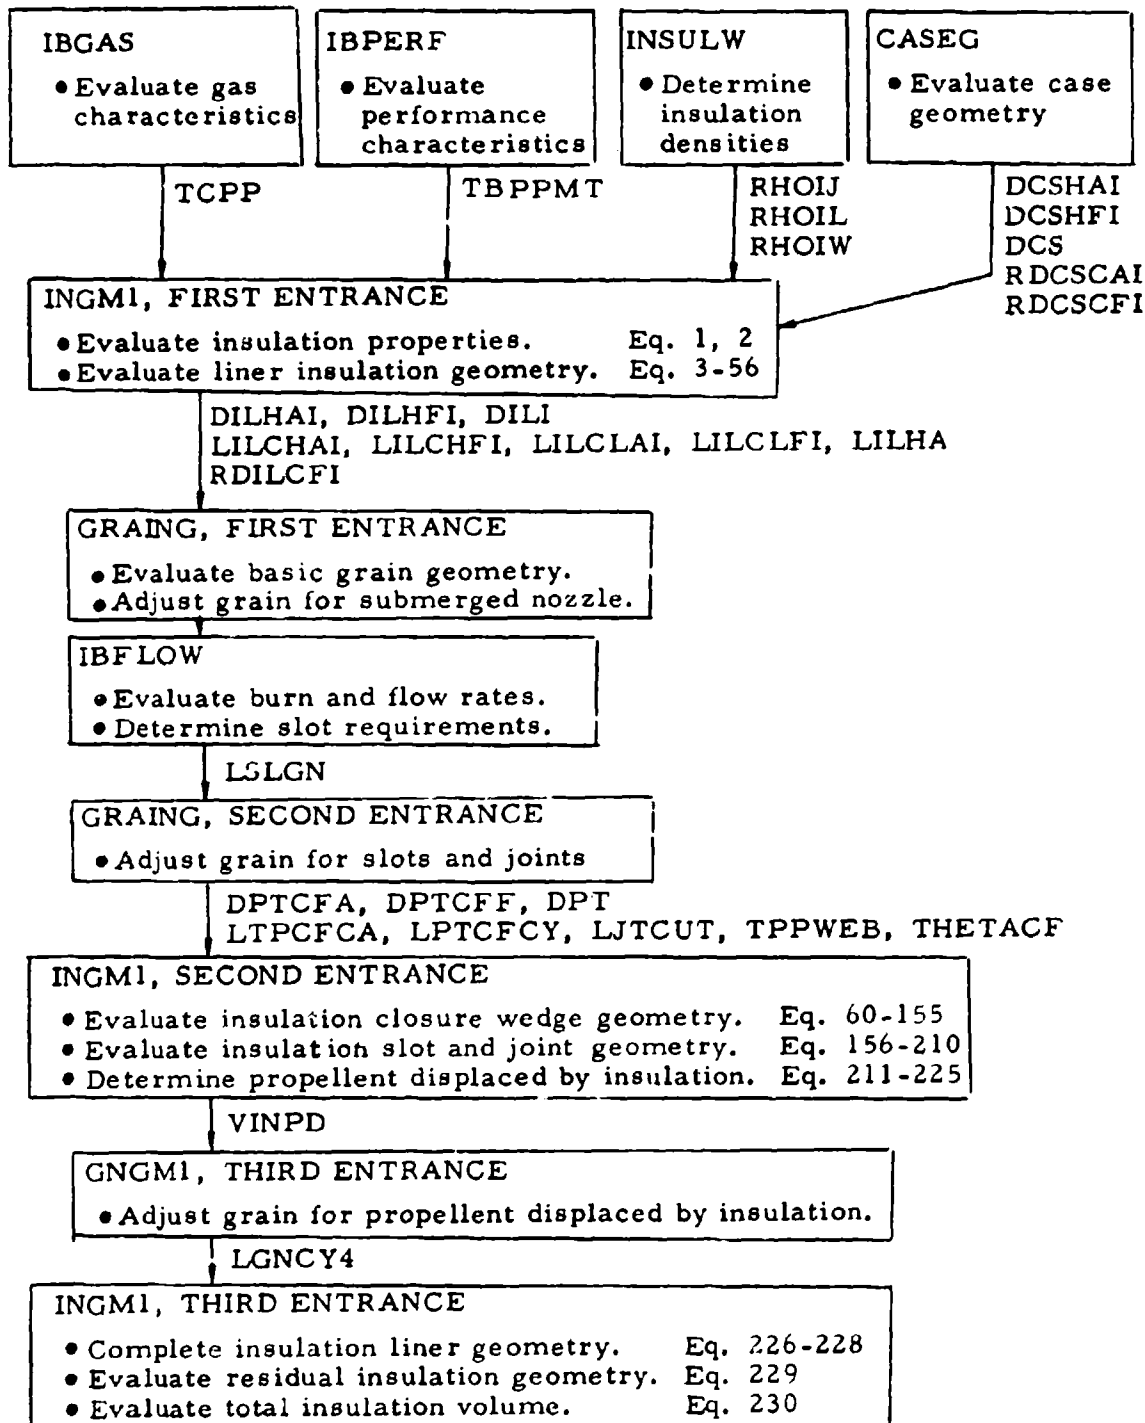 IBGAS
• Evaluate gas
characteristics
IBPERF
• Evaluate
performance
characteristics
INSULW
• Determine
insulation
densities
CASEG
• Evaluate case
geometry
TCPP
TBPPMT
RHOIJ
RHOIL
RHOIW
DCSHAI
DCSHFI
DCS
RDCSCAI
RDCSCFI
INGM1, FIRST ENTRANCE
• Evaluate insulation properties. Eq. 1, 2
• Evaluate liner insulation geometry. Eq. 3-56
DILHAI, DILHFI, DILI
LILCHAI, LILCHFI, LILCLAI, LILCLFI, LILHA
RDILCFI
GRAING, FIRST ENTRANCE
• Evaluate basic grain geometry.
• Adjust grain for submerged nozzle.
IBFLOW
• Evaluate burn and flow rates.
• Determine slot requirements.
LSLGN
GRAING, SECOND ENTRANCE
• Adjust grain for slots and joints
DPTCFA, DPTCFF, DPT
LTPCFCA, LPTCFCY, LJTCUT, TPPWEB, THETACF
INGM1, SECOND ENTRANCE
• Evaluate insulation closure wedge geometry. Eq. 60-155
• Evaluate insulation slot and joint geometry. Eq. 156-210
• Determine propellent displaced by insulation. Eq. 211-225
VINPD
GNGM1, THIRD ENTRANCE
• Adjust grain for propellent displaced by insulation.
LGNCY4
INGM1, THIRD ENTRANCE
• Complete insulation liner geometry. Eq. 226-228
• Evaluate residual insulation geometry. Eq. 229
• Evaluate total insulation volume. Eq. 230